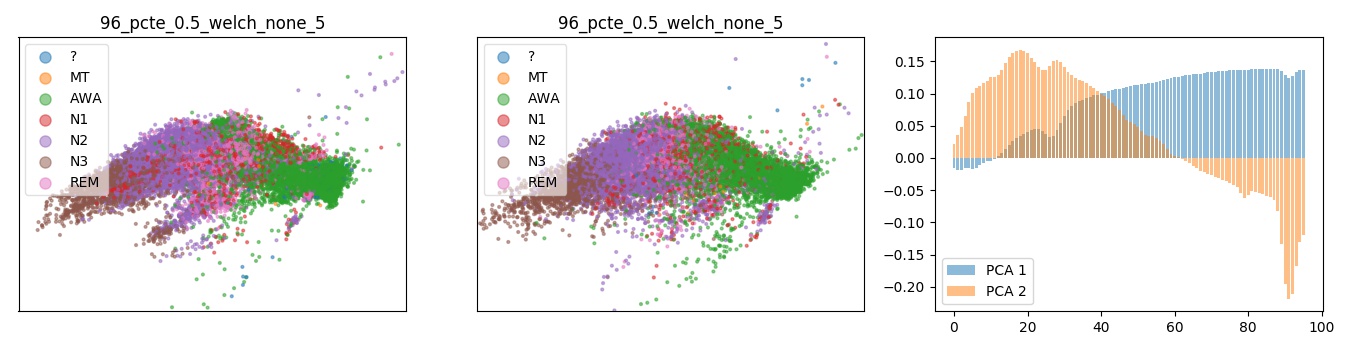 96_pcte_0.5_welch_none_5
?
MT
AWA
N1
N2
N3
REM
96_pcte_0.5_welch_none_5
?
MT
AWA
N1
N2
N3
REM
0.15
0.10
0.05
0.00
−0.05
−0.10
−0.15
−0.20
PCA 1
PCA 2
0 20 40 60 80 100